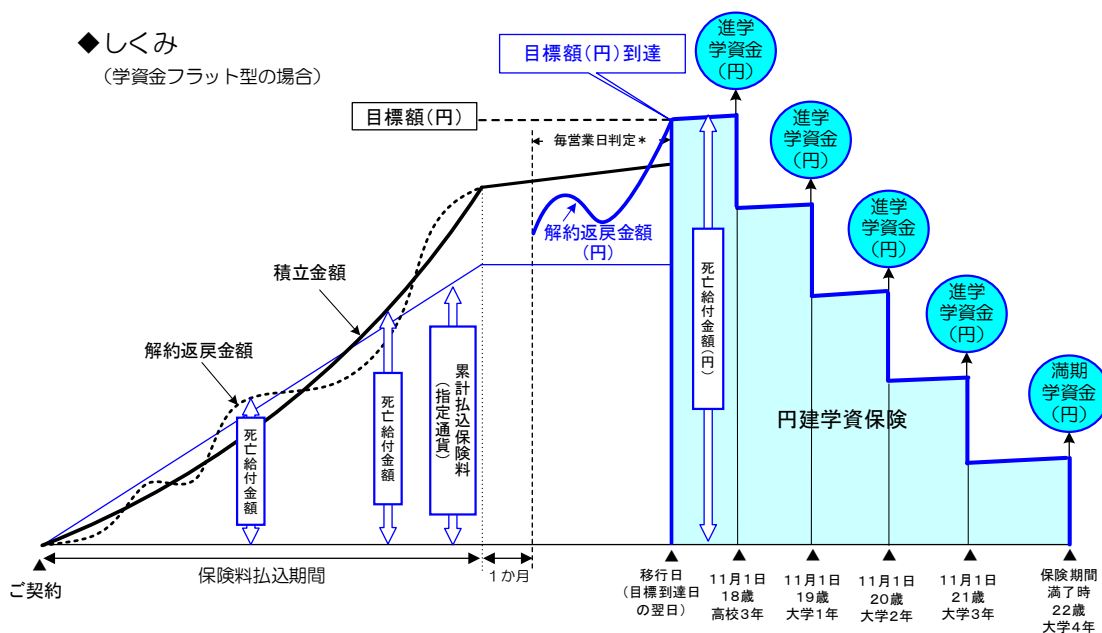 ◆しくみ
（学資金フラット型の場合）
目標額（円）到達
目標額（円）
毎営業日判定＊
進学
学資金
（円）
進学
学資金
（円）
進学
学資金
（円）
進学
学資金
（円）
満期
学資金
（円）
解約返戻金額
（円）
積立金額
解約返戻金額
死亡給付金額
死亡給付金額
累計払込保険料
（指定通貨）
死亡給付金額（円）
円建学資保険
ご契約
保険料払込期間
１か月
移行日
（目標到達日
の翌日）
11月1日
18歳
高校3年
11月1日
19歳
大学1年
11月1日
20歳
大学2年
11月1日
21歳
大学3年
保険期間
満了時
22歳
大学4年